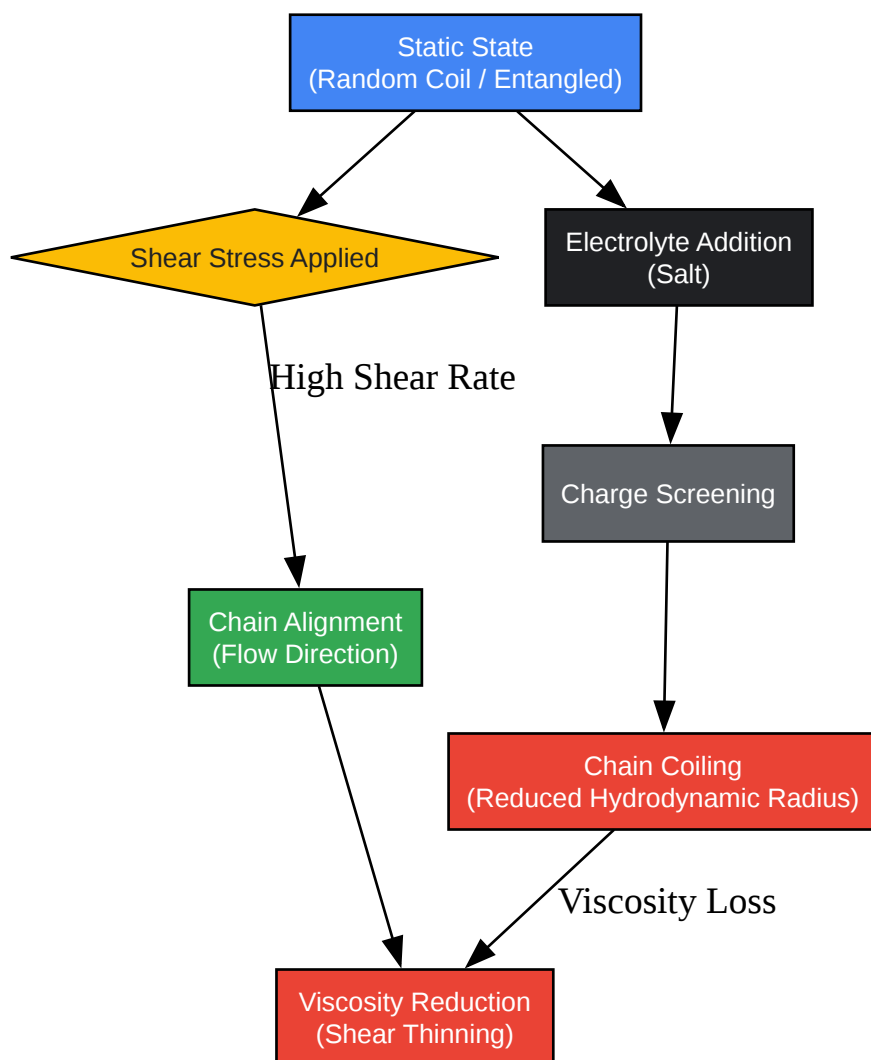 Static State
(Random Coil / Entangled)
Shear Stress Applied
Electrolyte Addition
(Salt)
High Shear Rate
Charge Screening
Chain Alignment
(Flow Direction)
Chain Coiling
(Reduced Hydrodynamic Radius)
Viscosity Loss
Viscosity Reduction
(Shear Thinning)